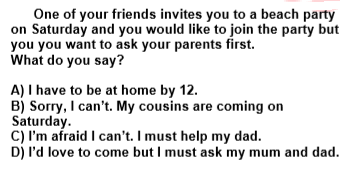 One of your friends invites you to a beach party
on Saturday and you would like to join the party but
you you want to ask your parents first.
What do you say?
A) I have to be at home by 12.
B) Sorry, I can't. My cousins are coming on
Saturday.
C) I'm afraid I can't. I must help my dad.
D) I'd love to come but I must ask my mum and dad.